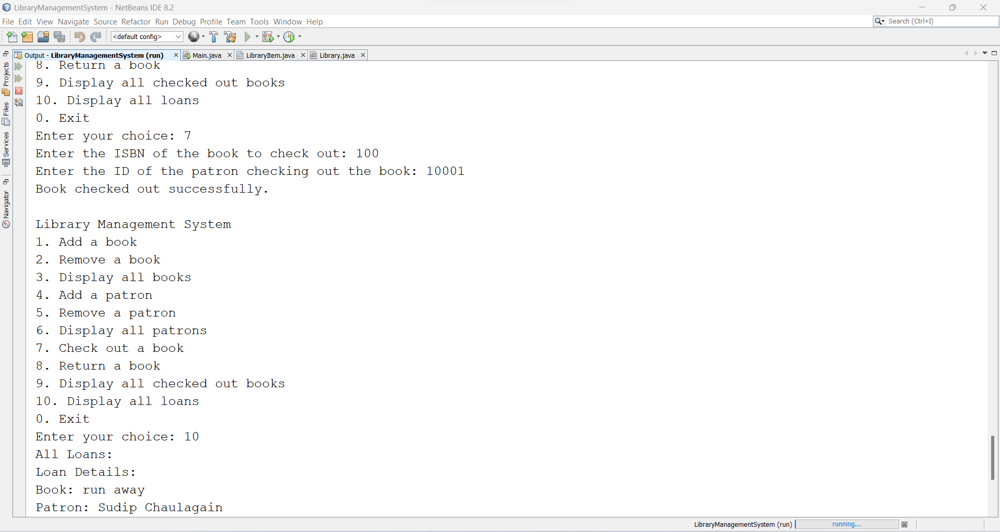 LibraryManagementSystem - NetBeans IDE 8.2
File Edit View Navigate Source Refactor Run Debug Profile Team Tools Window Help
Search (Ctrl+I)
<default config>
Output - LibraryManagementSystem (run)
Main.java
LibraryItem.java
Library.java
Projects
Files
Services
Navigator
8. Return a book
9. Display all checked out books
10. Display all loans
0. Exit
Enter your choice: 7
Enter the ISBN of the book to check out: 100
Enter the ID of the patron checking out the book: 10001
Book checked out successfully.
Library Management System
1. Add a book
2. Remove a book
3. Display all books
4. Add a patron
5. Remove a patron
6. Display all patrons
7. Check out a book
8. Return a book
9. Display all checked out books
10. Display all loans
0. Exit
Enter your choice: 10
All Loans:
Loan Details:
Book: run away
Patron: Sudip Chaulagain
LibraryManagementSystem (run)
running...